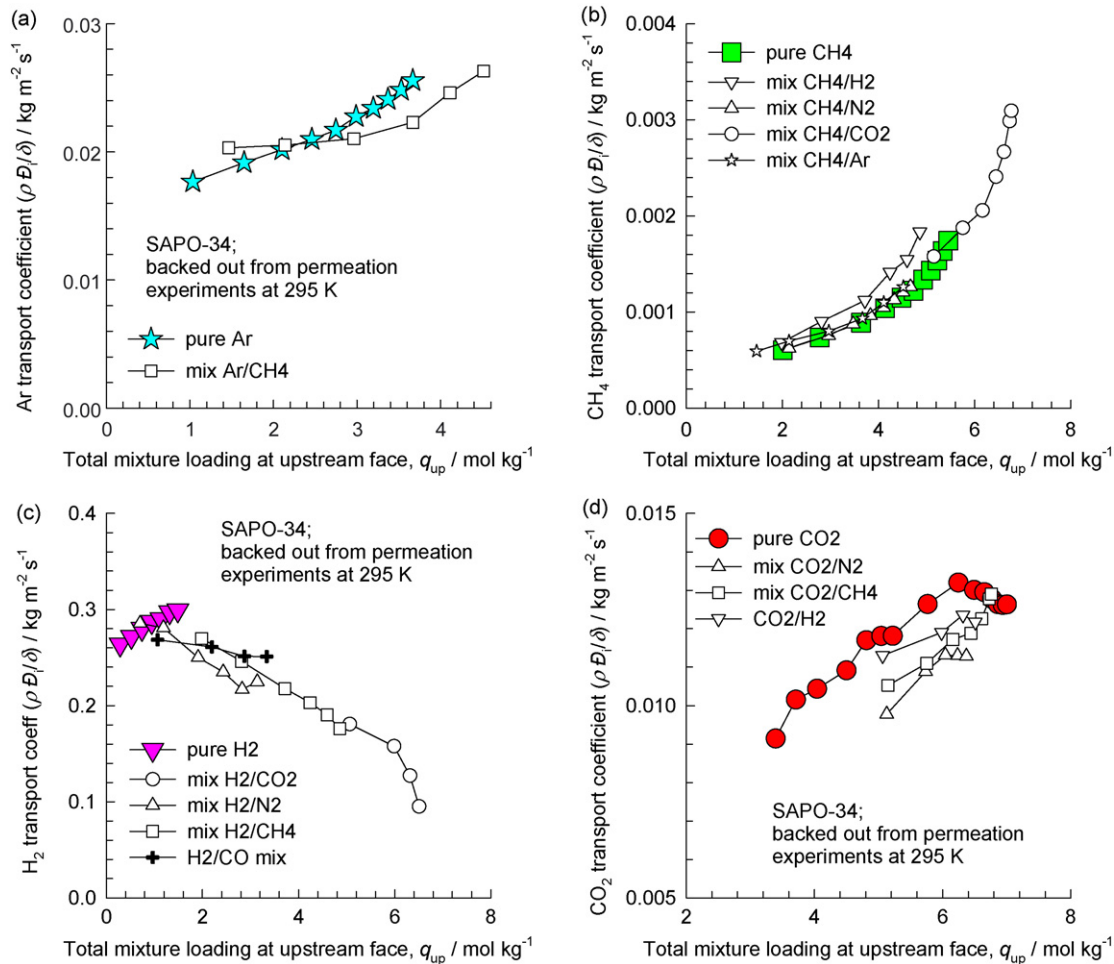 (a)
0.03
0.02
0.01
0.00
Ar transport coefficient (ρ Đi/δ) / kg m-2 s-1
SAPO-34;
backed out from permeation
experiments at 295 K
pure Ar
mix Ar/CH4
0 1 2 3 4
Total mixture loading at upstream face, qup / mol kg-1
(b)
0.004
0.003
0.002
0.001
0.000
CH4 transport coefficient (ρ Đi/δ) / kg m-2 s-1
pure CH4
mix CH4/H2
mix CH4/N2
mix CH4/CO2
mix CH4/Ar
0 2 4 6 8
Total mixture loading at upstream face, qup / mol kg-1
(c)
0.4
0.3
0.2
0.1
0.0
H2 transport coeff (ρ Đi/δ) / kg m-2 s-1
SAPO-34;
backed out from permeation
experiments at 295 K
pure H2
mix H2/CO2
mix H2/N2
mix H2/CH4
H2/CO mix
0 2 4 6 8
Total mixture loading at upstream face, qup / mol kg-1
(d)
0.015
0.010
0.005
CO2 transport coefficient (ρ Đi/δ) / kg m-2 s-1
pure CO2
mix CO2/N2
mix CO2/CH4
CO2/H2
SAPO-34;
backed out from permeation
experiments at 295 K
2 4 6 8
Total mixture loading at upstream face, qup / mol kg-1